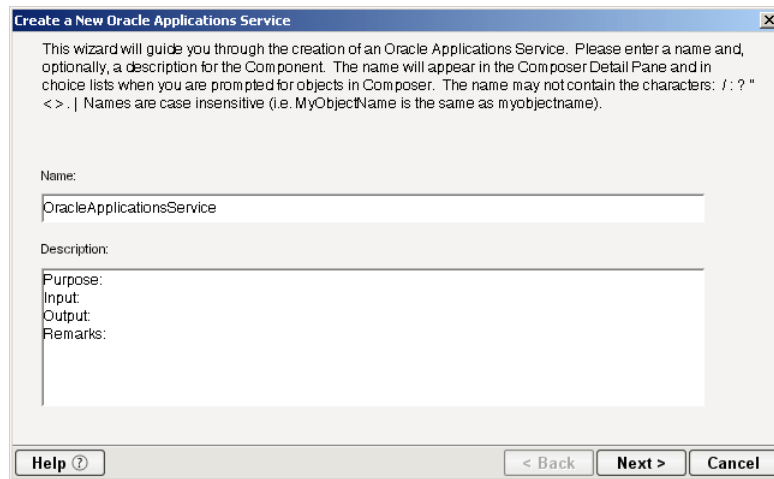 Create a New Oracle Applications Service
This wizard will guide you through the creation of an Oracle Applications Service. Please enter a name and,
optionally, a description for the Component. The name will appear in the Composer Detail Pane and in
choice lists when you are prompted for objects in Composer. The name may not contain the characters: / : ? "
< > . | Names are case insensitive (i.e. MyObjectName is the same as myobjectname).
Name:
OracleApplicationsService
Description:
Purpose:
Input:
Output:
Remarks:
Help ?
< Back Next > Cancel